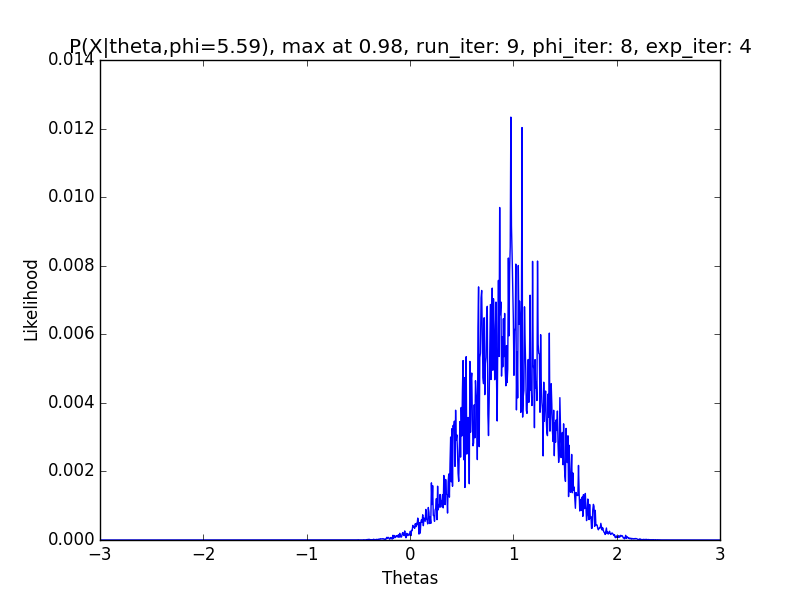 P(X|theta,phi=5.59), max at 0.98, run_iter: 9, phi_iter: 8, exp_iter: 4
0.014
0.012
0.010
0.008
0.006
0.004
0.002
0.000
Likelihood
−3 −2 −1 0 1 2 3
Thetas